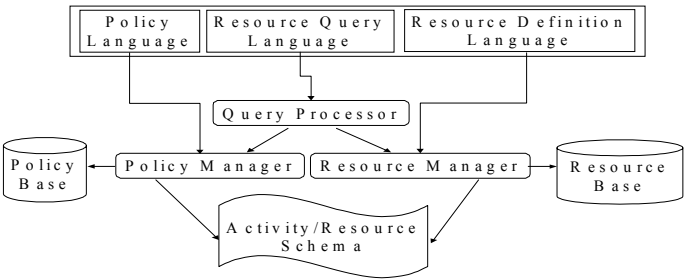 Policy
Language
Resource Query
Language
Resource Definition
Language
Query Processor
Policy
Base
Policy Manager
Resource Manager
Resource
Base
Activity/Resource
Schema